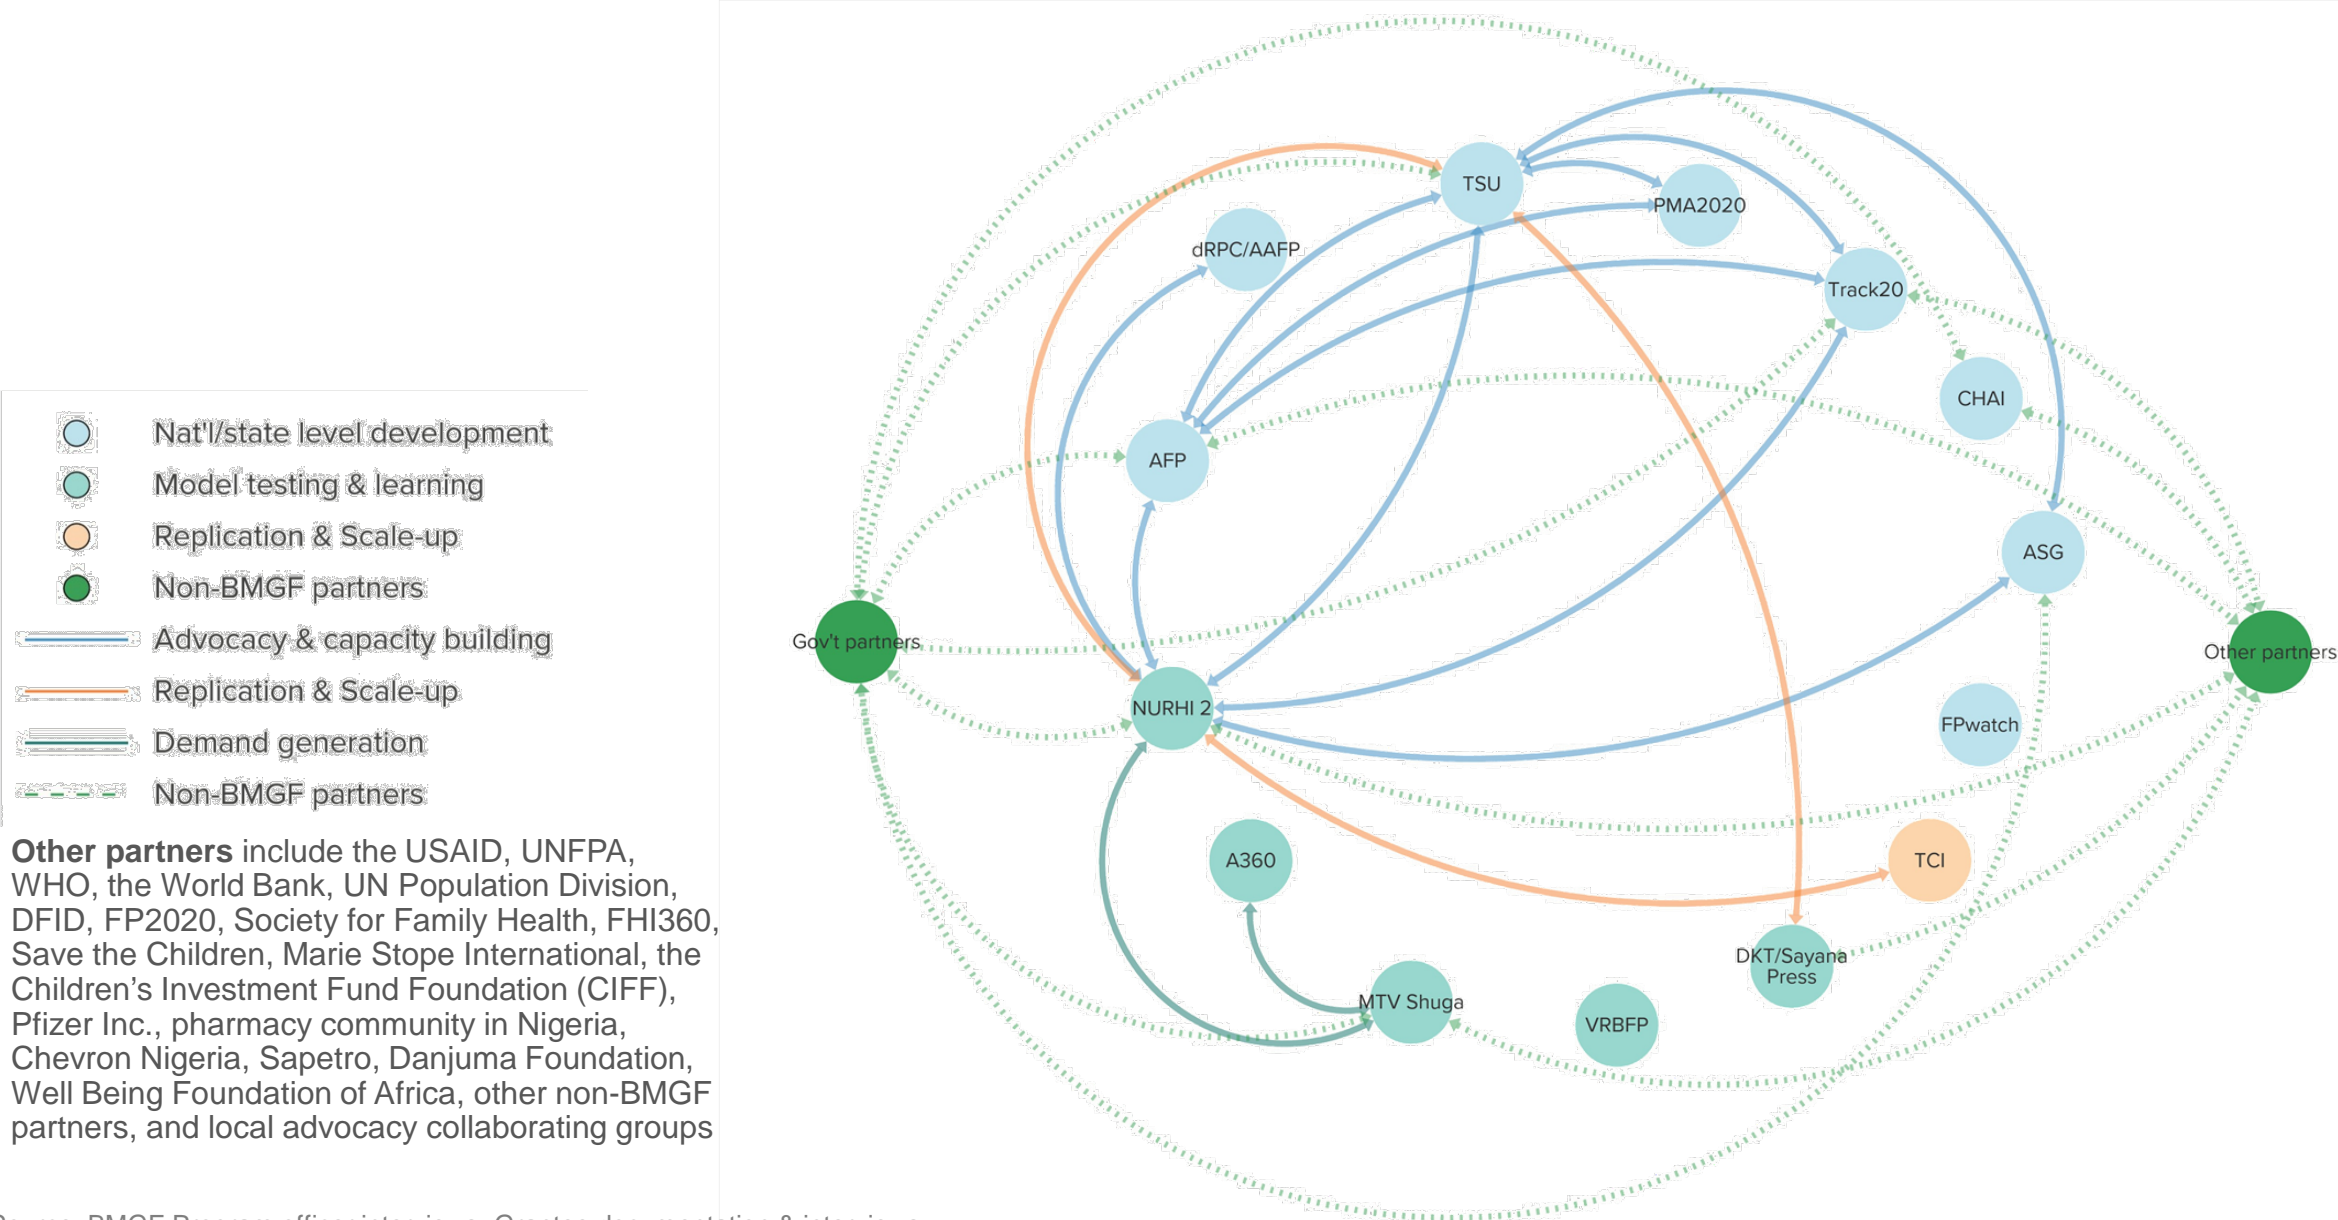 Nat'l/state level development
Model testing & learning
Replication & Scale-up
Non-BMGF partners
Advocacy & capacity building
Replication & Scale-up
Demand generation
Non-BMGF partners
Other partners include the USAID, UNFPA,
WHO, the World Bank, UN Population Division,
DFID, FP2020, Society for Family Health, FHI360,
Save the Children, Marie Stope International, the
Children’s Investment Fund Foundation (CIFF),
Pfizer Inc., pharmacy community in Nigeria,
Chevron Nigeria, Sapetro, Danjuma Foundation,
Well Being Foundation of Africa, other non-BMGF
partners, and local advocacy collaborating groups
TSU
PMA2020
dRPC/AAFP
Track20
CHAI
AFP
ASG
Gov't partners
Other partners
NURHI 2
FPwatch
A360
TCI
DKT/Sayana
Press
MTV Shuga
VRBFP